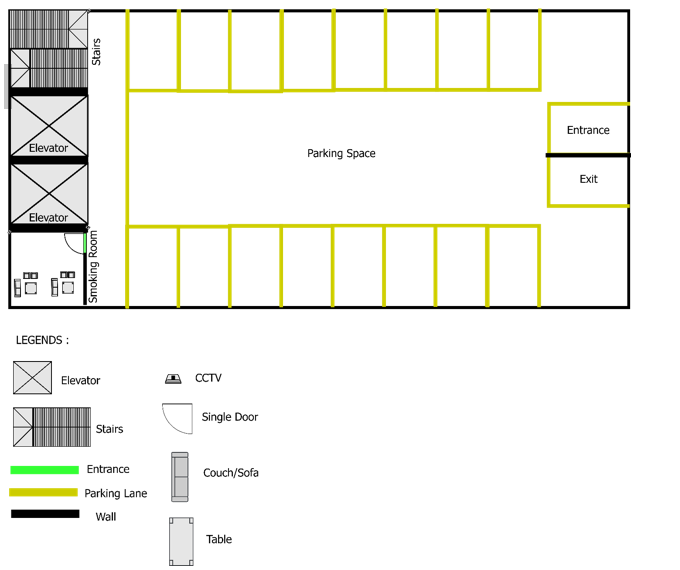 Stairs
Elevator
Elevator
Smoking Room
Parking Space
Entrance
Exit
LEGENDS :
Elevator
Stairs
Entrance
Parking Lane
Wall
CCTV
Single Door
Couch/Sofa
Table